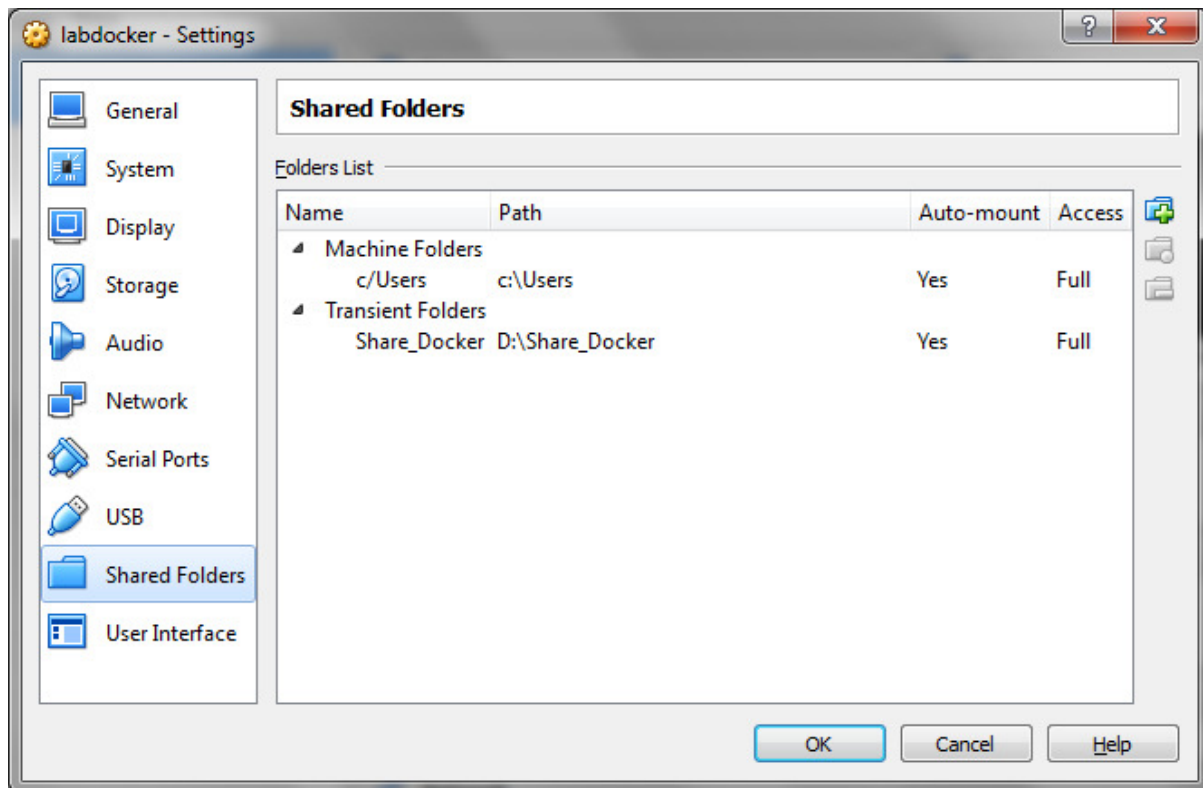 labdocker - Settings
General
System
Display
Storage
Audio
Network
Serial Ports
USB
Shared Folders
User Interface
Shared Folders
Folders List
Name Path Auto-mount Access
Machine Folders
c/Users c:\Users Yes Full
Transient Folders
Share_Docker D:\Share_Docker Yes Full
OK Cancel Help